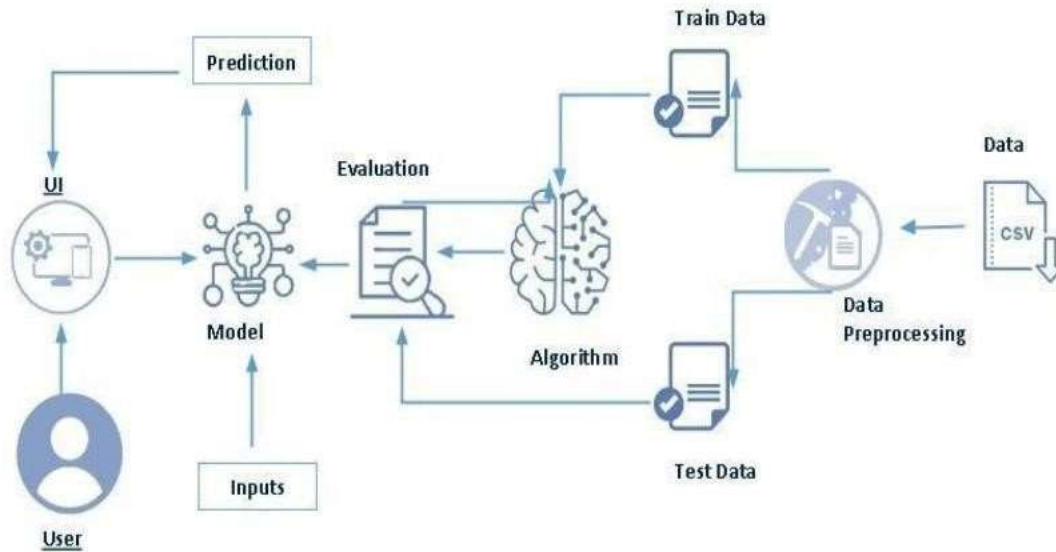 Train Data
Prediction
Data
Evaluation
UI
CSV
Model
Data
Preprocessing
Algorithm
Test Data
Inputs
User